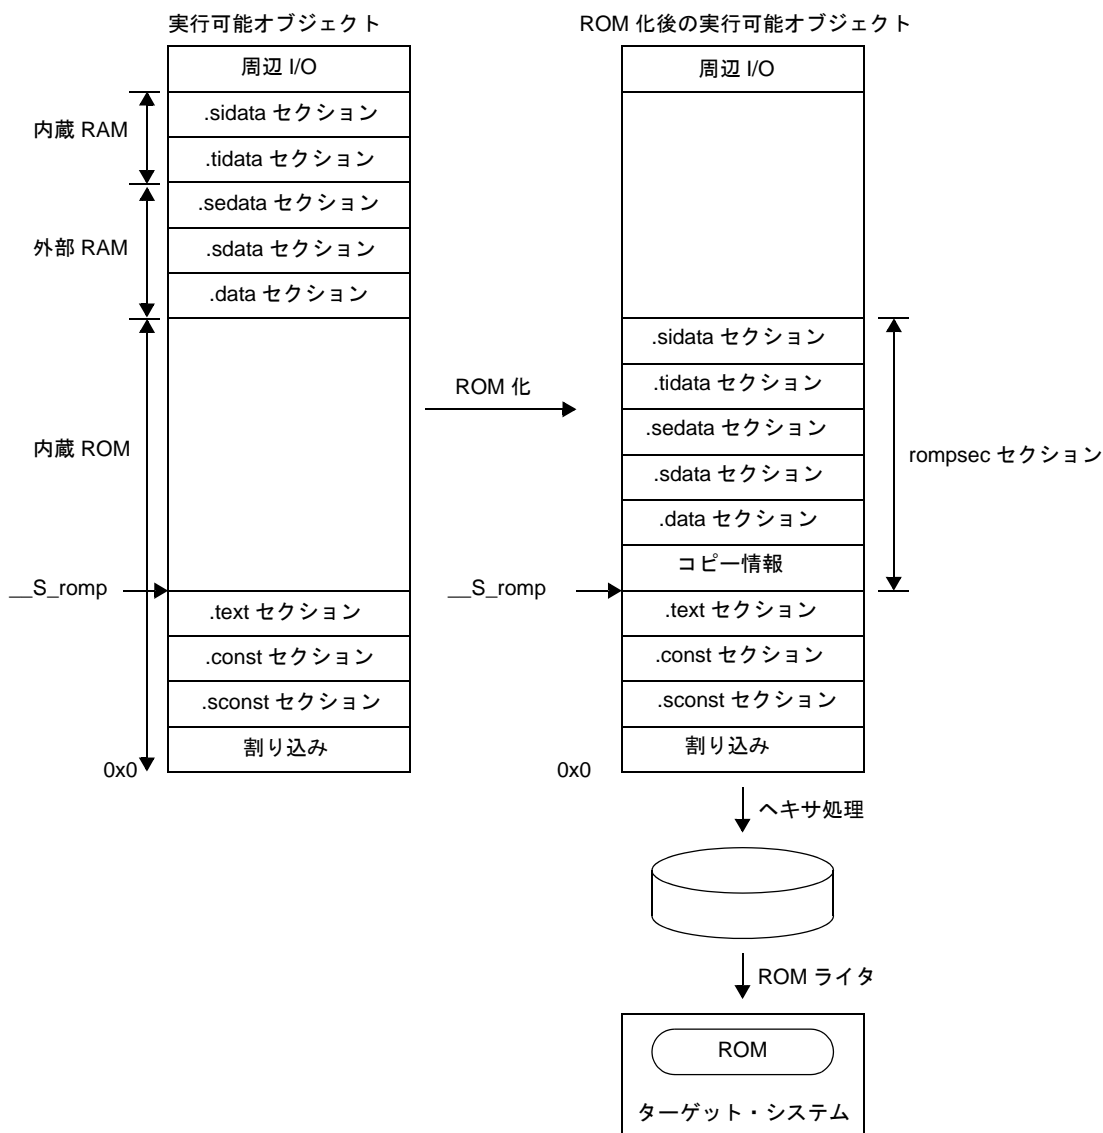 実行可能オブジェクト
周辺 I/O
内蔵 RAM
.sidata セクション
.tidata セクション
外部 RAM
.sedata セクション
.sdata セクション
.data セクション
内蔵 ROM
__S_romp
.text セクション
.const セクション
.sconst セクション
割り込み
0x0
ROM 化
ROM 化後の実行可能オブジェクト
周辺 I/O
.sidata セクション
.tidata セクション
.sedata セクション
.sdata セクション
.data セクション
コピー情報
rompsec セクション
__S_romp
.text セクション
.const セクション
.sconst セクション
割り込み
0x0
ヘキサ処理
ROM ライタ
ROM
ターゲット・システム